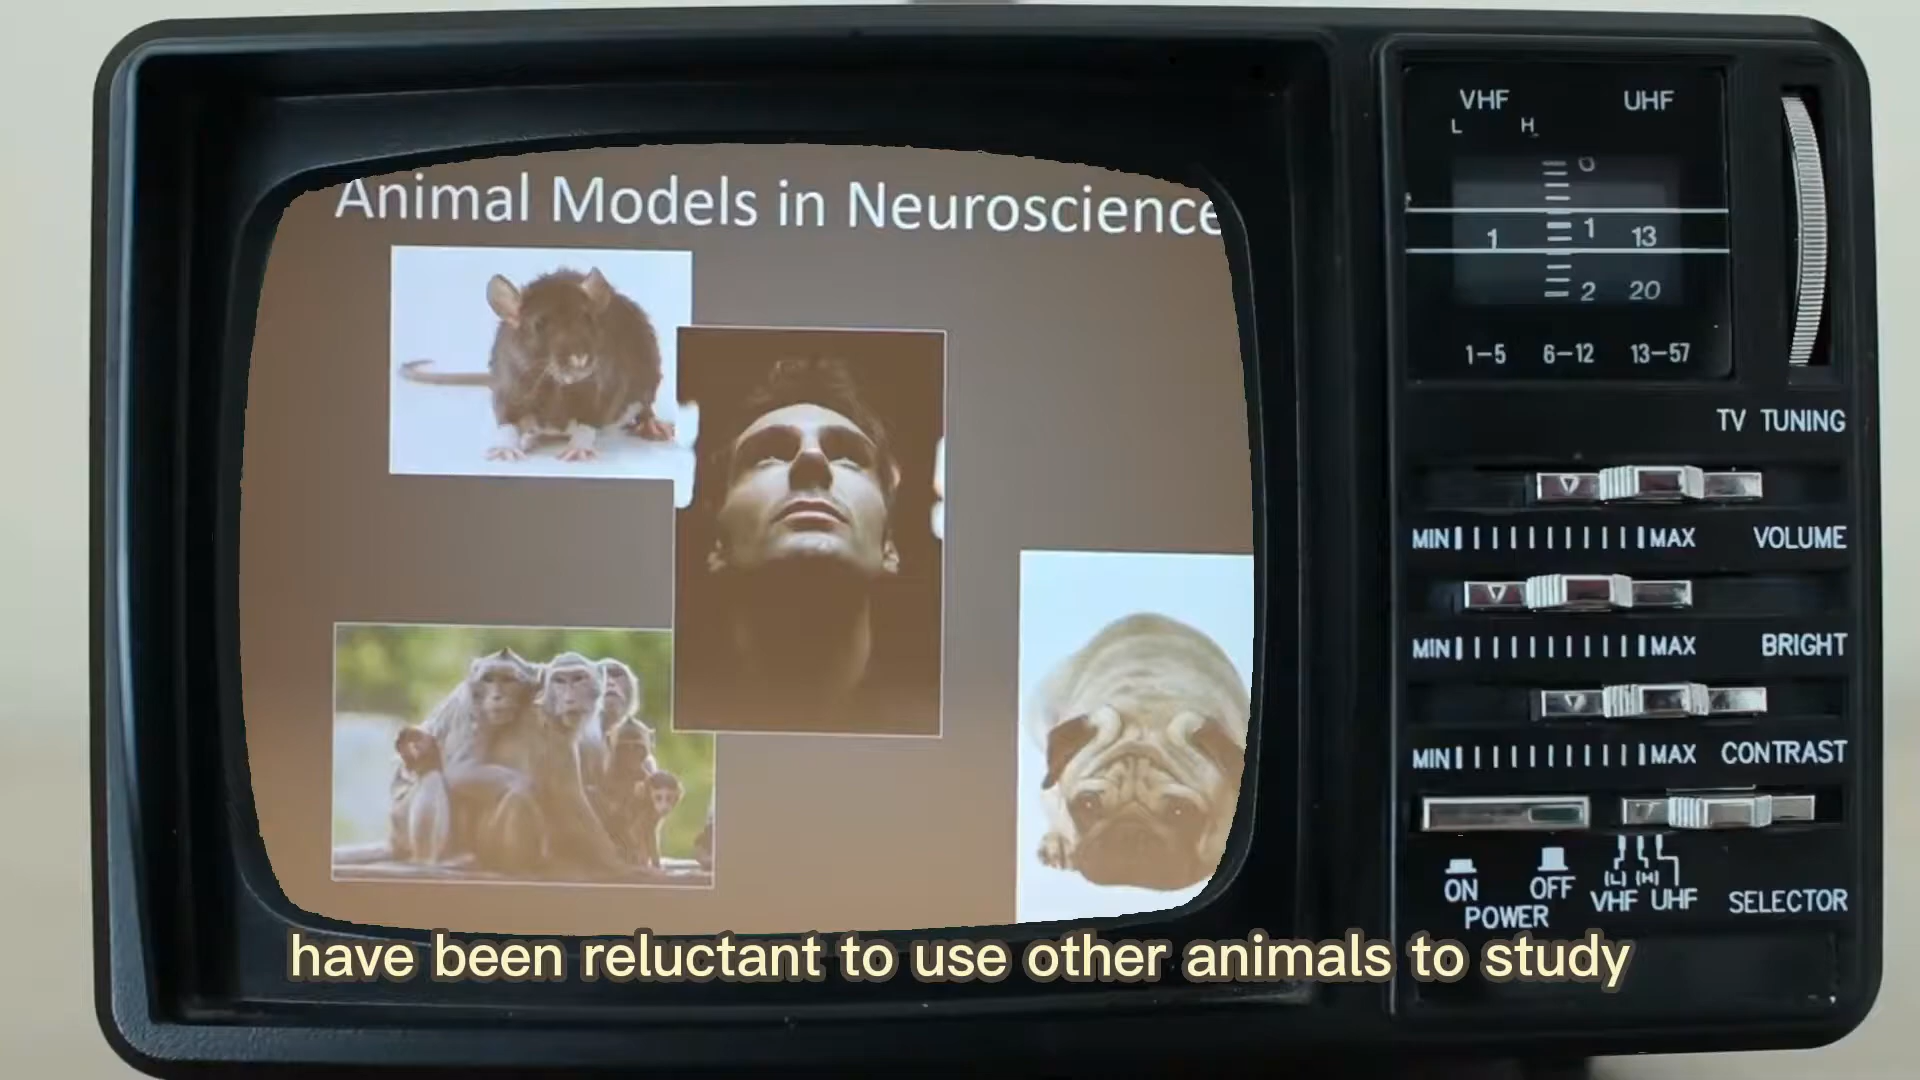 Animal Models in Neuroscience
VHF UHF
L H
0
1 1 13
2 20
1-5 6-12 13-57
TV TUNING
MIN MAX VOLUME
MIN MAX BRIGHT
MIN MAX CONTRAST
ON OFF
POWER
(L) (H)
VHF UHF
SELECTOR
have been reluctant to use other animals to study